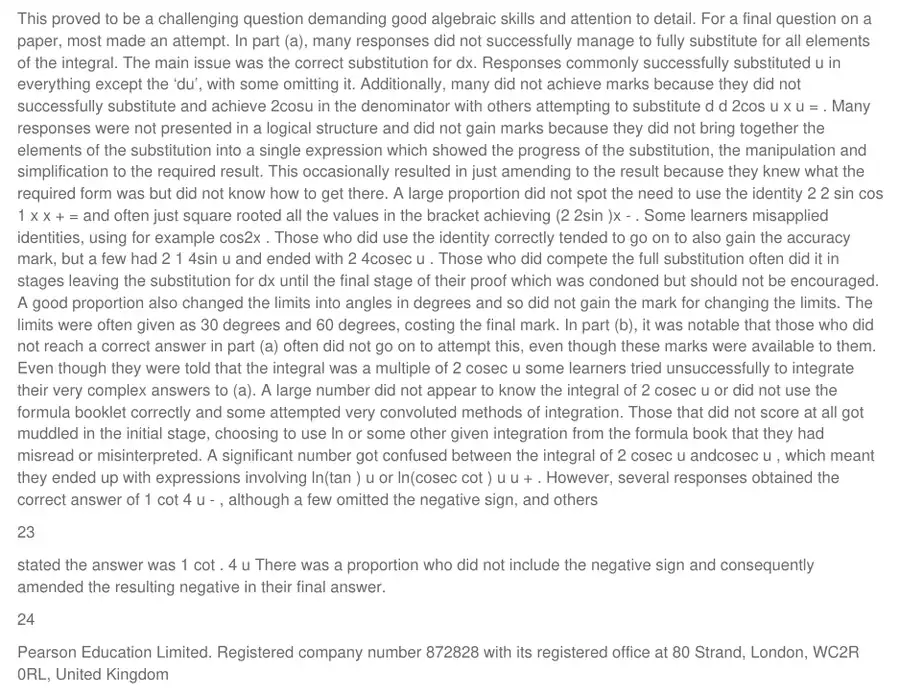 This proved to be a challenging question demanding good algebraic skills and attention to detail. For a final question on a
paper, most made an attempt. In part (a), many responses did not successfully manage to fully substitute for all elements
of the integral. The main issue was the correct substitution for dx. Responses commonly successfully substituted u in
everything except the ‘du’, with some omitting it. Additionally, many did not achieve marks because they did not
successfully substitute and achieve 2cosu in the denominator with others attempting to substitute d d 2cos u x u = . Many
responses were not presented in a logical structure and did not gain marks because they did not bring together the
elements of the substitution into a single expression which showed the progress of the substitution, the manipulation and
simplification to the required result. This occasionally resulted in just amending to the result because they knew what the
required form was but did not know how to get there. A large proportion did not spot the need to use the identity 2 2 sin cos
1 x x + = and often just square rooted all the values in the bracket achieving (2 2sin )x - . Some learners misapplied
identities, using for example cos2x . Those who did use the identity correctly tended to go on to also gain the accuracy
mark, but a few had 2 1 4sin u and ended with 2 4cosec u . Those who did compete the full substitution often did it in
stages leaving the substitution for dx until the final stage of their proof which was condoned but should not be encouraged.
A good proportion also changed the limits into angles in degrees and so did not gain the mark for changing the limits. The
limits were often given as 30 degrees and 60 degrees, costing the final mark. In part (b), it was notable that those who did
not reach a correct answer in part (a) often did not go on to attempt this, even though these marks were available to them.
Even though they were told that the integral was a multiple of 2 cosec u some learners tried unsuccessfully to integrate
their very complex answers to (a). A large number did not appear to know the integral of 2 cosec u or did not use the
formula booklet correctly and some attempted very convoluted methods of integration. Those that did not score at all got
muddled in the initial stage, choosing to use ln or some other given integration from the formula book that they had
misread or misinterpreted. A significant number got confused between the integral of 2 cosec u andcosec u , which meant
they ended up with expressions involving ln(tan ) u or ln(cosec cot ) u u + . However, several responses obtained the
correct answer of 1 cot 4 u - , although a few omitted the negative sign, and others
23
stated the answer was 1 cot . 4 u There was a proportion who did not include the negative sign and consequently
amended the resulting negative in their final answer.
24
Pearson Education Limited. Registered company number 872828 with its registered office at 80 Strand, London, WC2R
0RL, United Kingdom